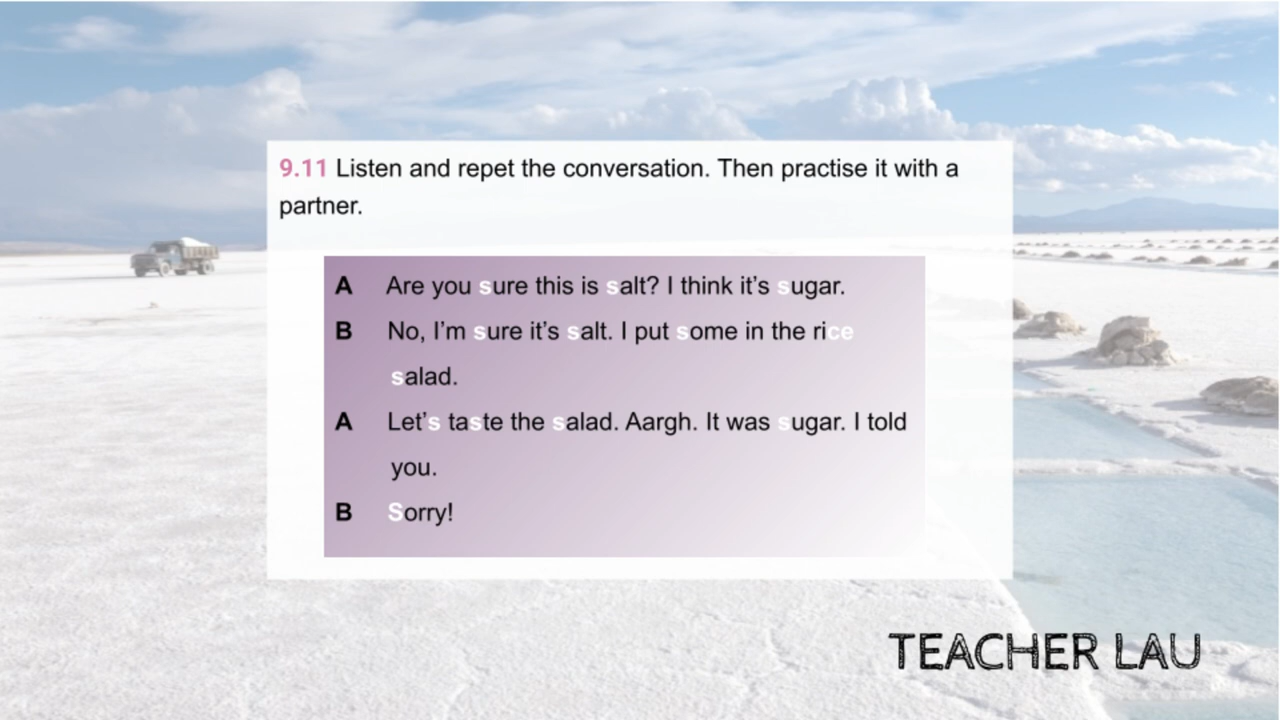 9.11 Listen and repet the conversation. Then practise it with a
partner.
A Are you sure this is salt? I think it's sugar.
B No, I'm sure it's salt. I put some in the rice
salad.
A Let's taste the salad. Aargh. It was sugar. I told
you.
B Sorry!
TEACHER LAU